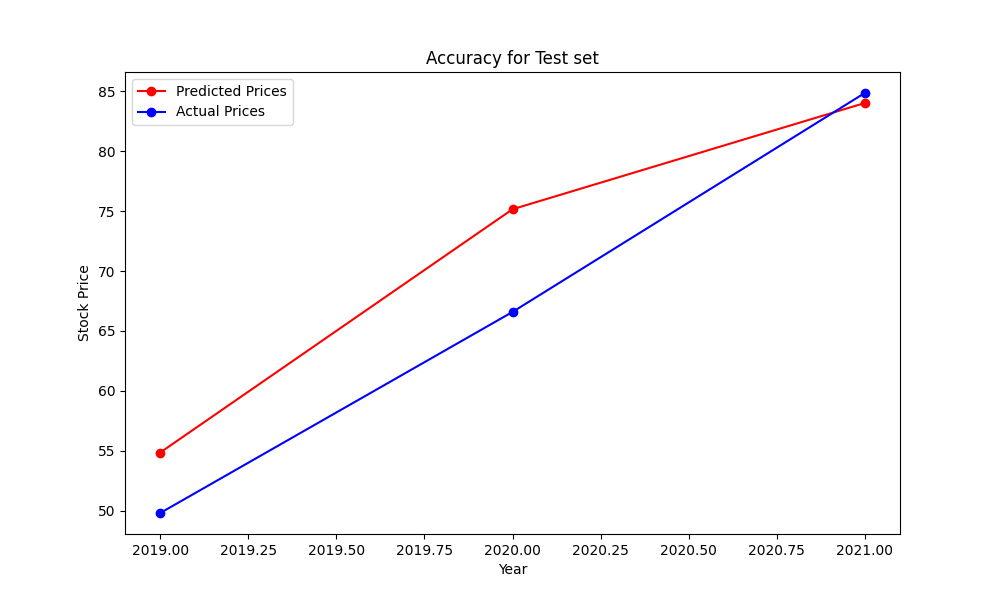 Accuracy for Test set
Predicted Prices
Actual Prices
85
80
75
70
65
60
55
50
Stock Price
2019.00 2019.25 2019.50 2019.75 2020.00 2020.25 2020.50 2020.75 2021.00
Year